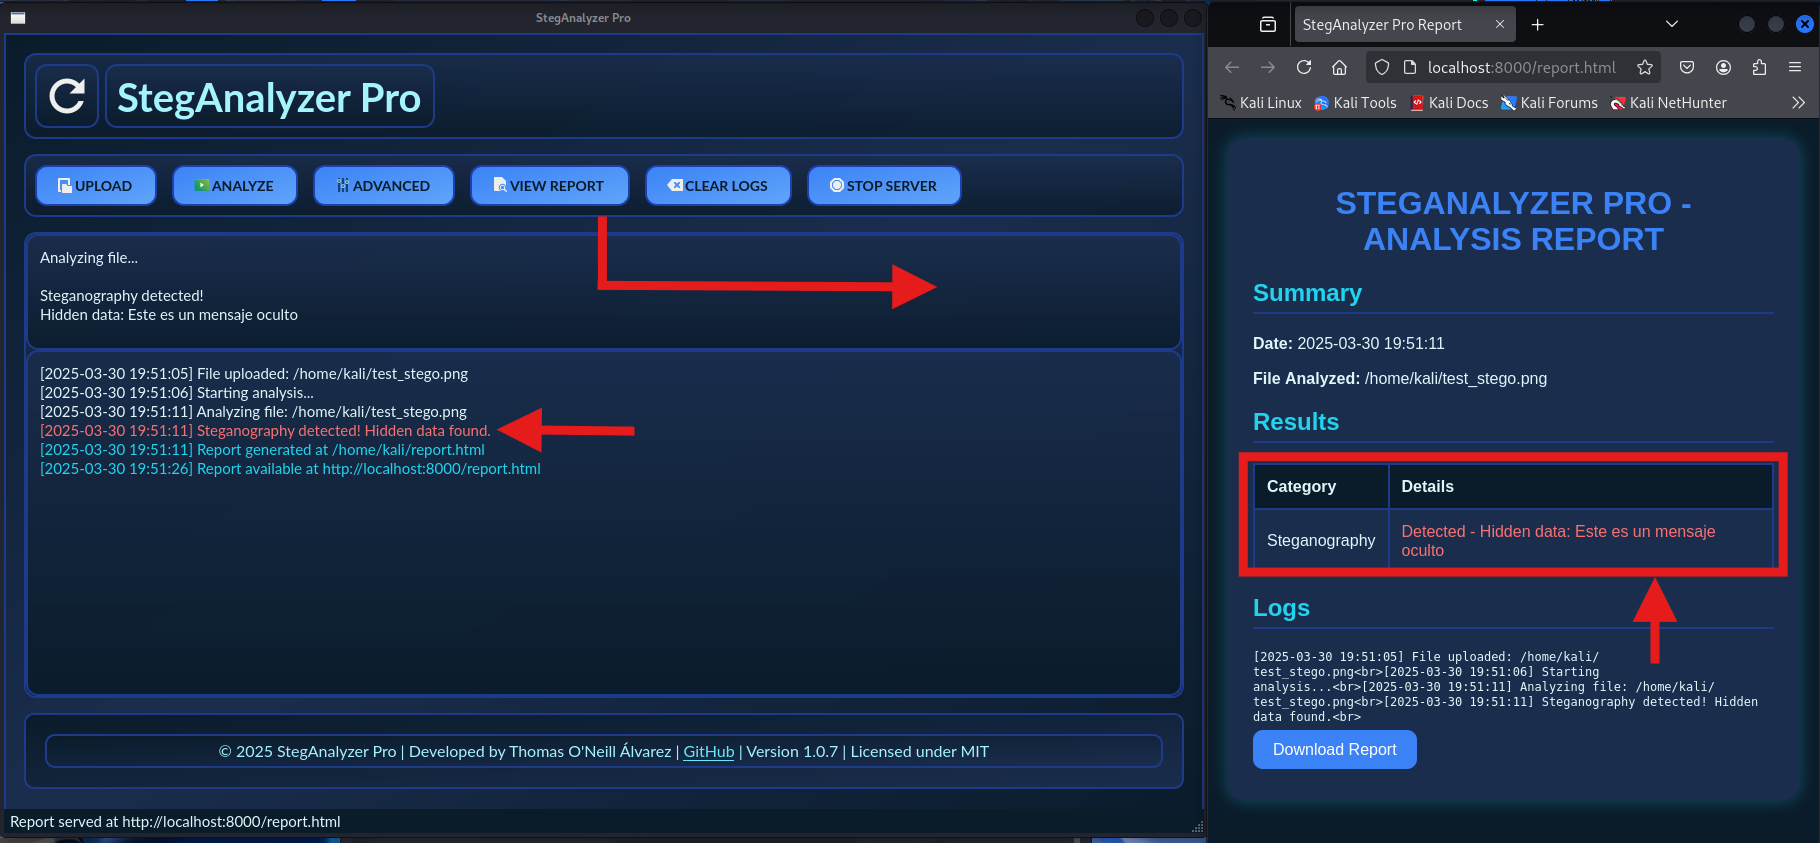 StegAnalyzer Pro
StegAnalyzer Pro
UPLOAD
ANALYZE
ADVANCED
VIEW REPORT
CLEAR LOGS
STOP SERVER
Analyzing file...
Steganography detected!
Hidden data: Este es un mensaje oculto
[2025-03-30 19:51:05] File uploaded: /home/kali/test_stego.png
[2025-03-30 19:51:06] Starting analysis...
[2025-03-30 19:51:11] Analyzing file: /home/kali/test_stego.png
[2025-03-30 19:51:11] Steganography detected! Hidden data found.
[2025-03-30 19:51:11] Report generated at /home/kali/report.html
[2025-03-30 19:51:26] Report available at http://localhost:8000/report.html
© 2025 StegAnalyzer Pro | Developed by Thomas O'Neill Álvarez | GitHub | Version 1.0.7 | Licensed under MIT
Report served at http://localhost:8000/report.html
StegAnalyzer Pro Report
localhost:8000/report.html
Kali Linux
Kali Tools
Kali Docs
Kali Forums
Kali NetHunter
STEGANALYZER PRO -
ANALYSIS REPORT
Summary
Date: 2025-03-30 19:51:11
File Analyzed: /home/kali/test_stego.png
Results
Category
Details
Steganography
Detected - Hidden data: Este es un mensaje
oculto
Logs
[2025-03-30 19:51:05] File uploaded: /home/kali/
test_stego.png<br>[2025-03-30 19:51:06] Starting
analysis...<br>[2025-03-30 19:51:11] Analyzing file: /home/kali/
test_stego.png<br>[2025-03-30 19:51:11] Steganography detected! Hidden
data found.<br>
Download Report